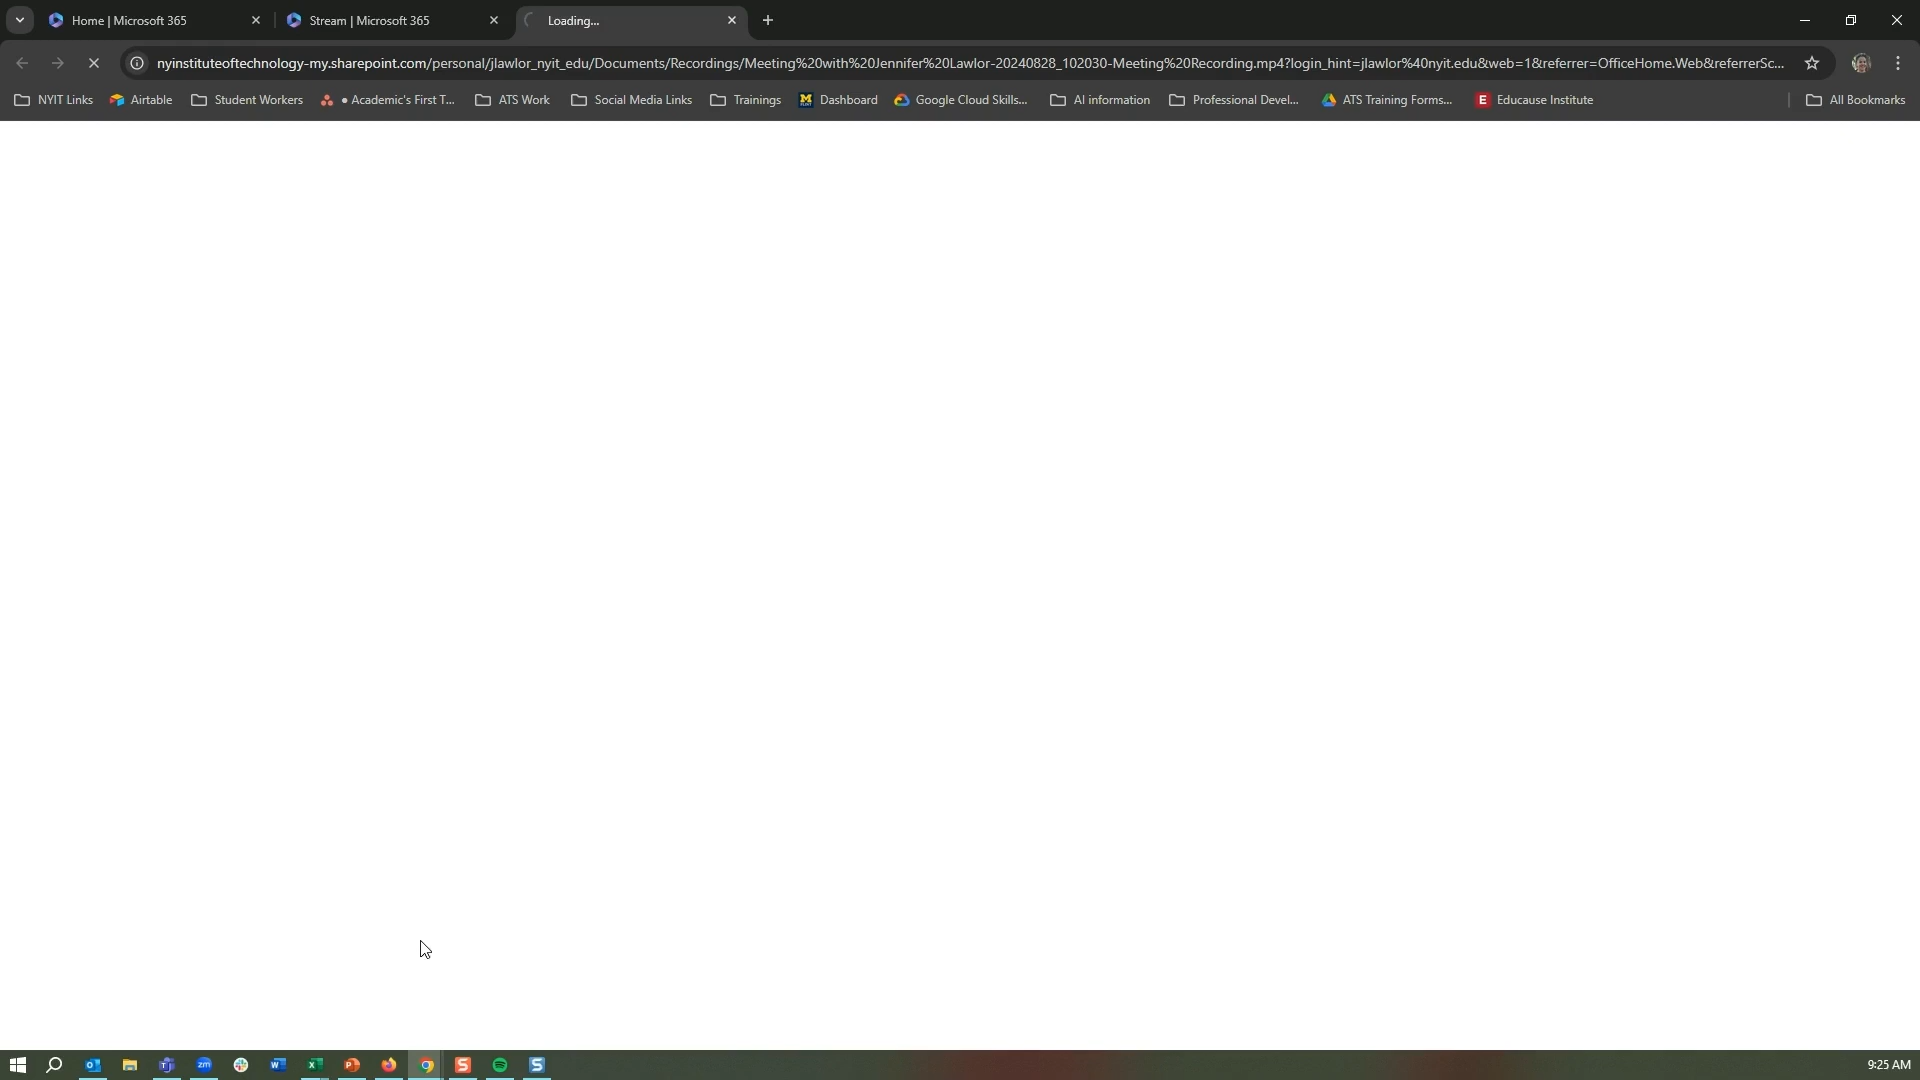 Home | Microsoft 365
Stream | Microsoft 365
Loading...
nyinstituteoftechnology-my.sharepoint.com/personal/jlawlor_nyit_edu/Documents/Recordings/Meeting%20with%20Jennifer%20Lawlor-20240828_102030-Meeting%20Recording.mp4?login_hint=jlawlor%40nyit.edu&web=1&referrer=OfficeHome.Web&referrerSc...
NYIT Links Airtable Student Workers • Academic's First T... ATS Work Social Media Links Trainings M Dashboard Google Cloud Skills... AI information Professional Devel... ATS Training Forms... E Educause Institute All Bookmarks
9:25 AM